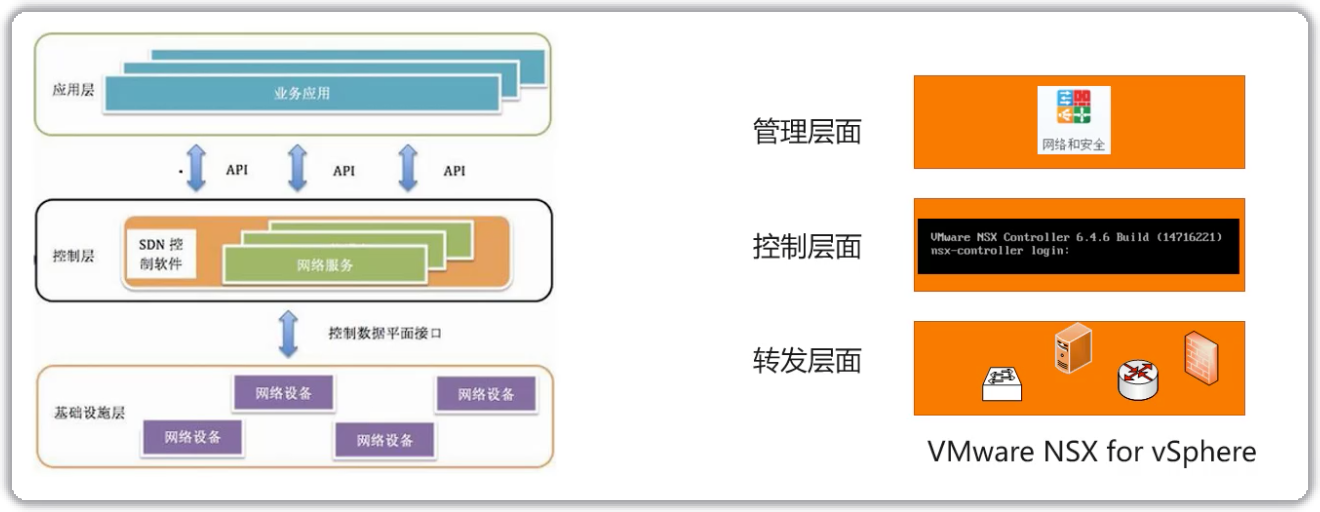 应用层
业务应用
API
API
API
控制层
SDN 控
制软件
网络服务
控制数据平面接口
基础设施层
网络设备
网络设备
网络设备
网络设备
管理层面
网络和安全
控制层面
VMware NSX Controller 6.4.6 Build (14716221)
nsx-controller login:
转发层面
VMware NSX for vSphere